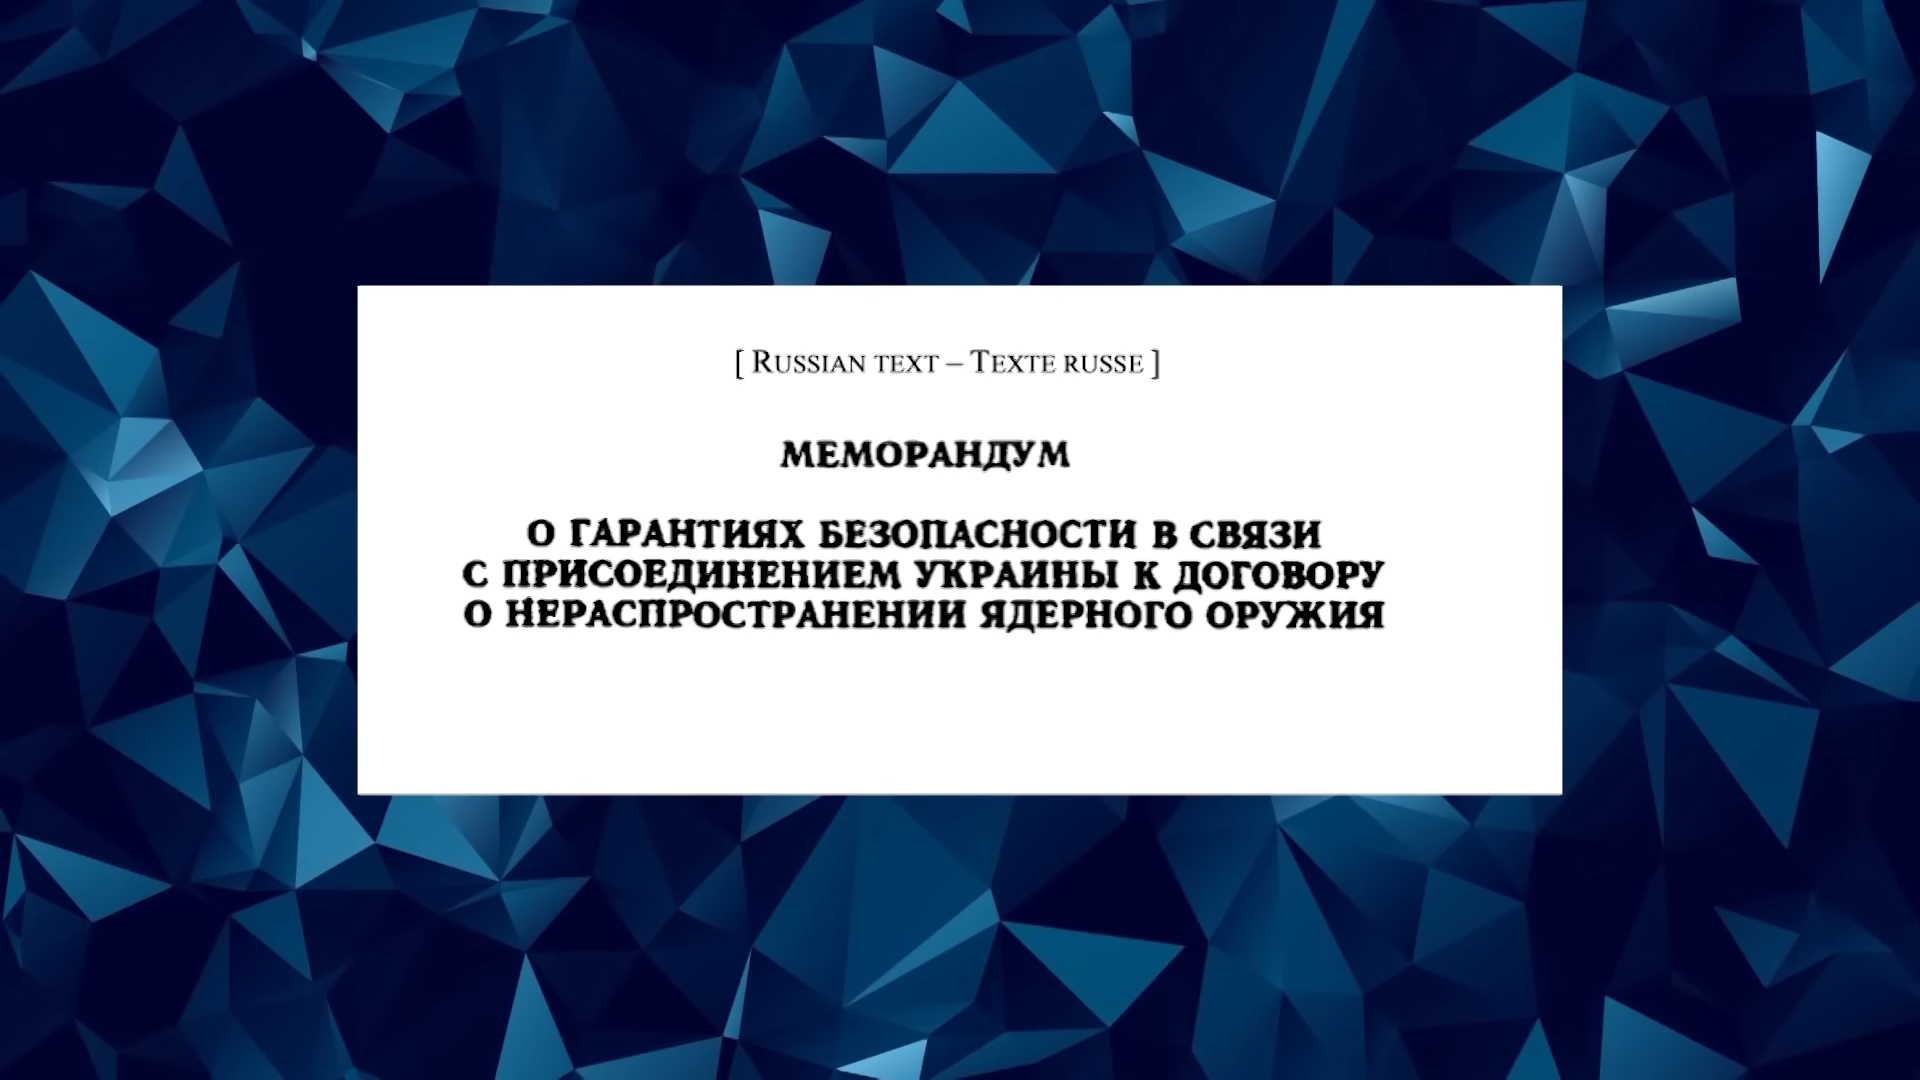 [ RUSSIAN TEXT – TEXTE RUSSE ]
МЕМОРАНДУМ
О ГАРАНТИЯХ БЕЗОПАСНОСТИ В СВЯЗИ
С ПРИСОЕДИНЕНИЕМ УКРАИНЫ К ДОГОВОРУ
О НЕРАСПРОСТРАНЕНИИ ЯДЕРНОГО ОРУЖИЯ